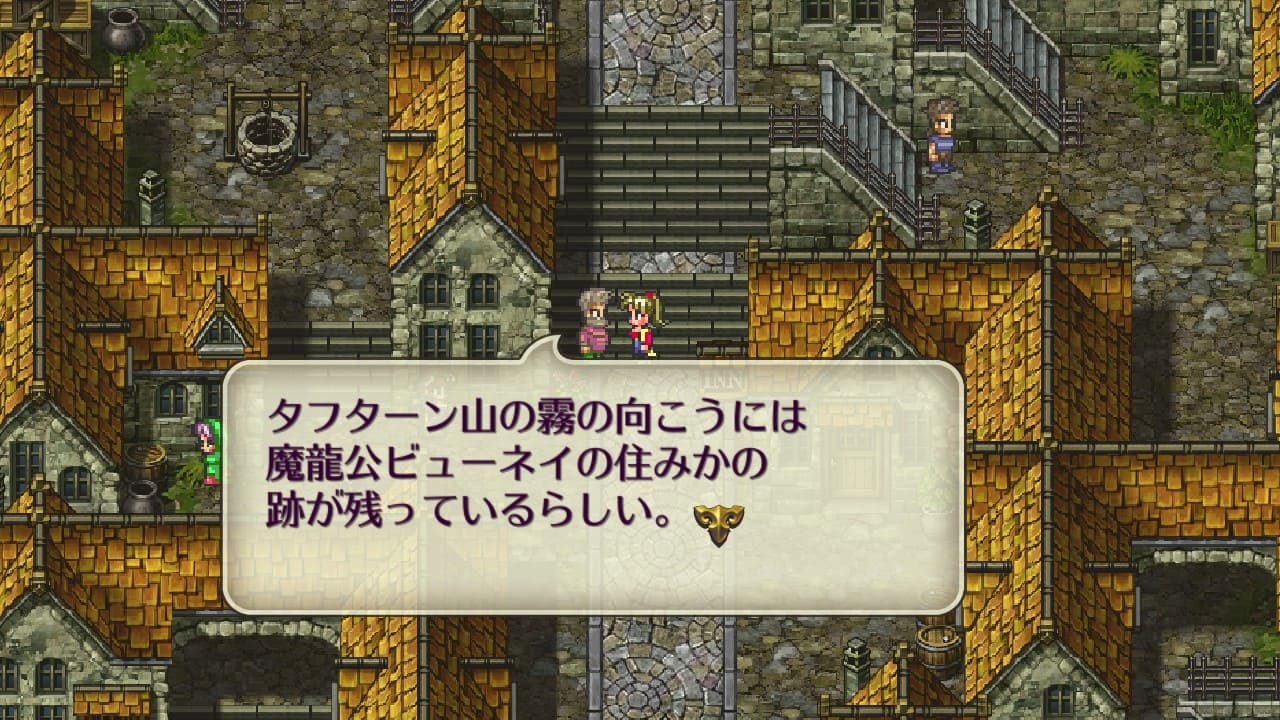 タフターン山の霧の向こうには
魔龍公ビューネイの住みかの
跡が残っているらしい。
INN